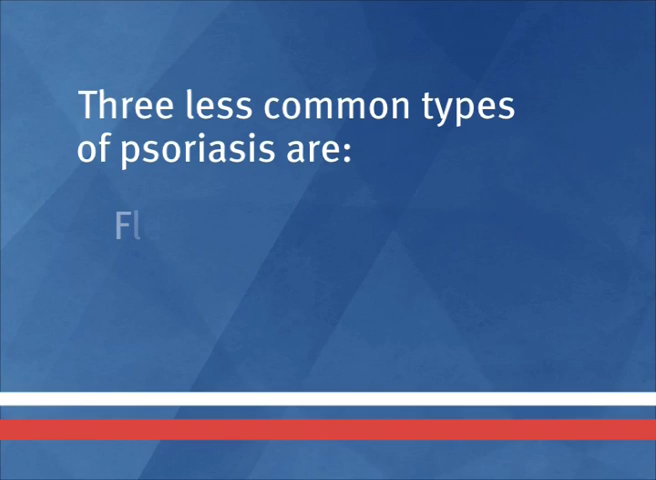 Three less common types
of psoriasis are:
Fl